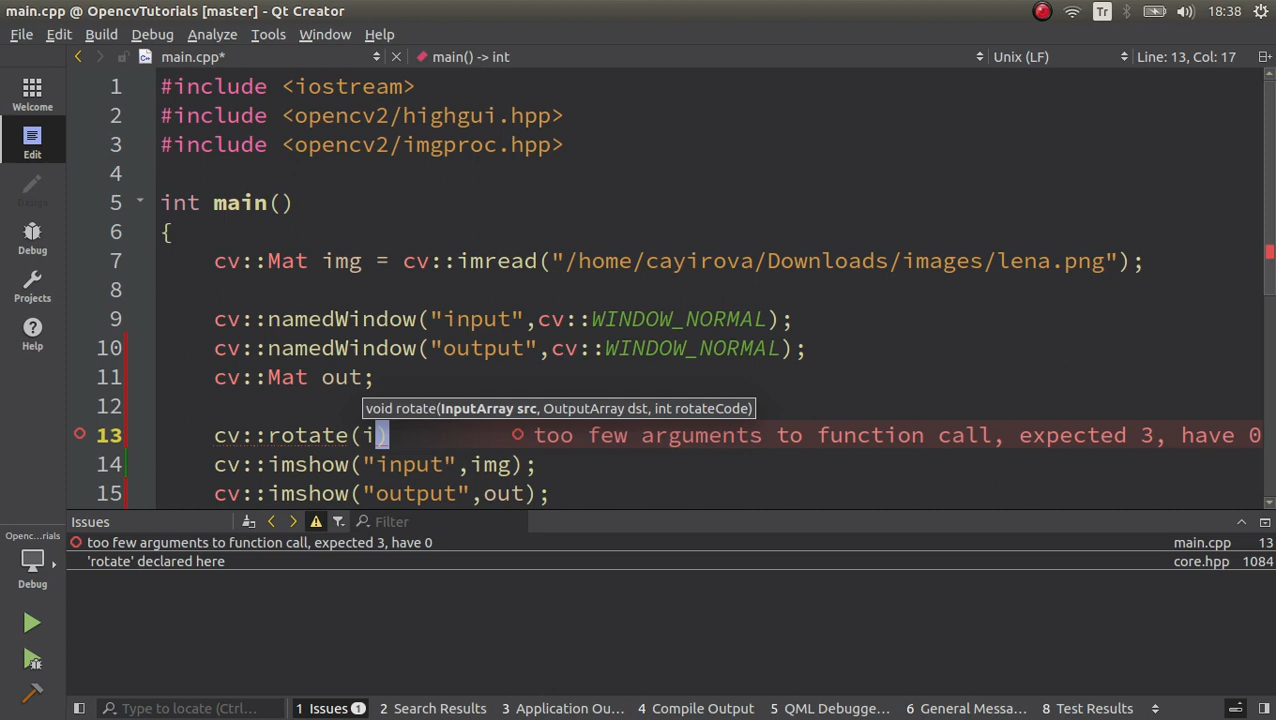 main.cpp @ OpencvTutorials [master] - Qt Creator
Tr
18:38
File Edit Build Debug Analyze Tools Window Help
main.cpp*
main() -> int
Unix (LF)
Line: 13, Col: 17
Welcome
Edit
Design
Debug
Projects
Help
1 #include <iostream>
2 #include <opencv2/highgui.hpp>
3 #include <opencv2/imgproc.hpp>
4
5 int main()
6 {
7 cv::Mat img = cv::imread("/home/cayirova/Downloads/images/lena.png");
8
9 cv::namedWindow("input",cv::WINDOW_NORMAL);
10 cv::namedWindow("output",cv::WINDOW_NORMAL);
11 cv::Mat out;
12
void rotate(InputArray src, OutputArray dst, int rotateCode)
13 cv::rotate(i) too few arguments to function call, expected 3, have 0
14 cv::imshow("input",img);
15 cv::imshow("output",out);
Issues
Filter
too few arguments to function call, expected 3, have 0 main.cpp 13
'rotate' declared here core.hpp 1084
Openc...rials
Debug
Type to locate (Ctrl...
1 Issues 1
2 Search Results
3 Application Ou...
4 Compile Output
5 QML Debugge...
6 General Messa...
8 Test Results